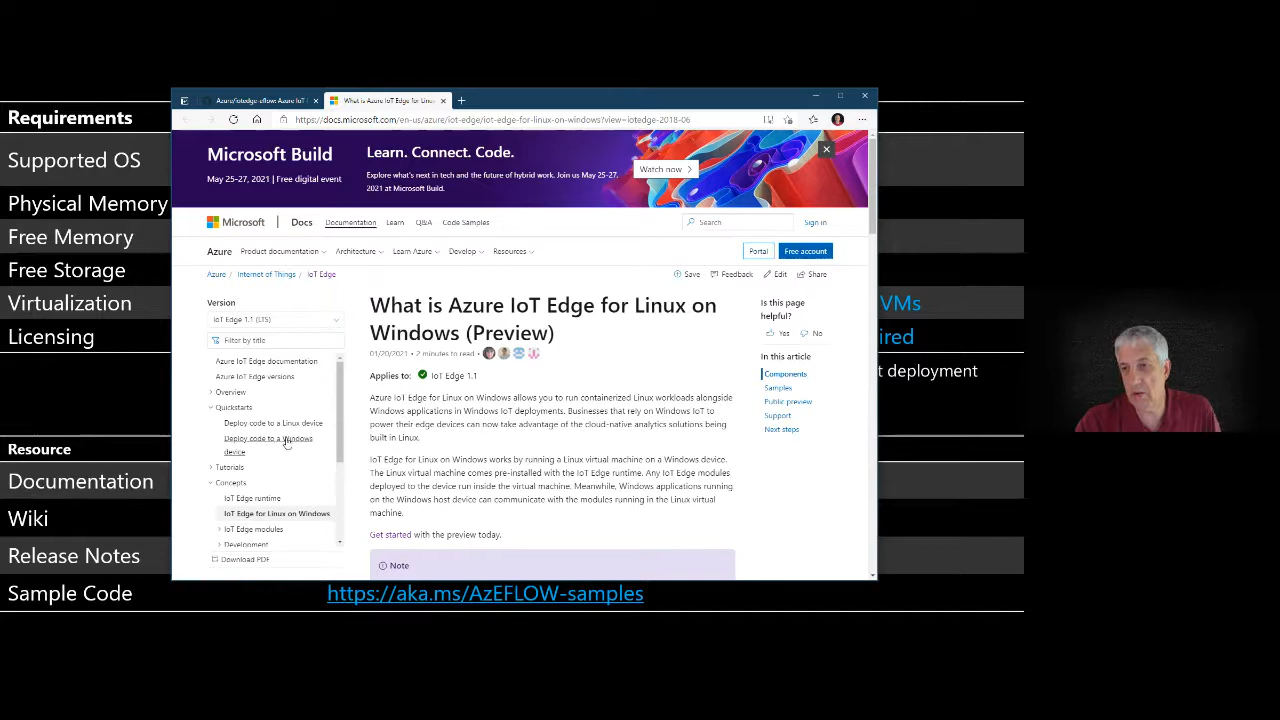 Requirements
Supported OS
Physical Memory
Free Memory
Free Storage
Virtualization
VMs
Licensing
ired
t deployment
Resource
Documentation
Wiki
Release Notes
Sample Code
https://aka.ms/AzEFLOW-samples
Azure/iotedge-eflow: Azure IoT
What is Azure IoT Edge for Linux
https://docs.microsoft.com/en-us/azure/iot-edge/iot-edge-for-linux-on-windows?view=iotedge-2018-06
Microsoft Build
May 25-27, 2021 | Free digital event
Learn. Connect. Code.
Explore what's next in tech and the future of hybrid work. Join us May 25-27,
2021 at Microsoft Build.
Watch now
Microsoft
Docs
Documentation
Learn
Q&A
Code Samples
Search
Sign in
Azure
Product documentation
Architecture
Learn Azure
Develop
Resources
Portal
Free account
Azure / Internet of Things / IoT Edge
Save
Feedback
Edit
Share
Version
IoT Edge 1.1 (LTS)
Filter by title
Azure IoT Edge documentation
Azure IoT Edge versions
Overview
Quickstarts
Deploy code to a Linux device
Deploy code to a Windows
device
Tutorials
Concepts
IoT Edge runtime
IoT Edge for Linux on Windows
IoT Edge modules
Development
Download PDF
What is Azure IoT Edge for Linux on
Windows (Preview)
01/20/2021 • 2 minutes to read •
Applies to: IoT Edge 1.1
Azure IoT Edge for Linux on Windows allows you to run containerized Linux workloads alongside
Windows applications in Windows IoT deployments. Businesses that rely on Windows IoT to
power their edge devices can now take advantage of the cloud-native analytics solutions being
built in Linux.
IoT Edge for Linux on Windows works by running a Linux virtual machine on a Windows device.
The Linux virtual machine comes pre-installed with the IoT Edge runtime. Any IoT Edge modules
deployed to the device run inside the virtual machine. Meanwhile, Windows applications running
on the Windows host device can communicate with the modules running in the Linux virtual
machine.
Get started with the preview today.
Note
Is this page
helpful?
Yes
No
In this article
Components
Samples
Public preview
Support
Next steps